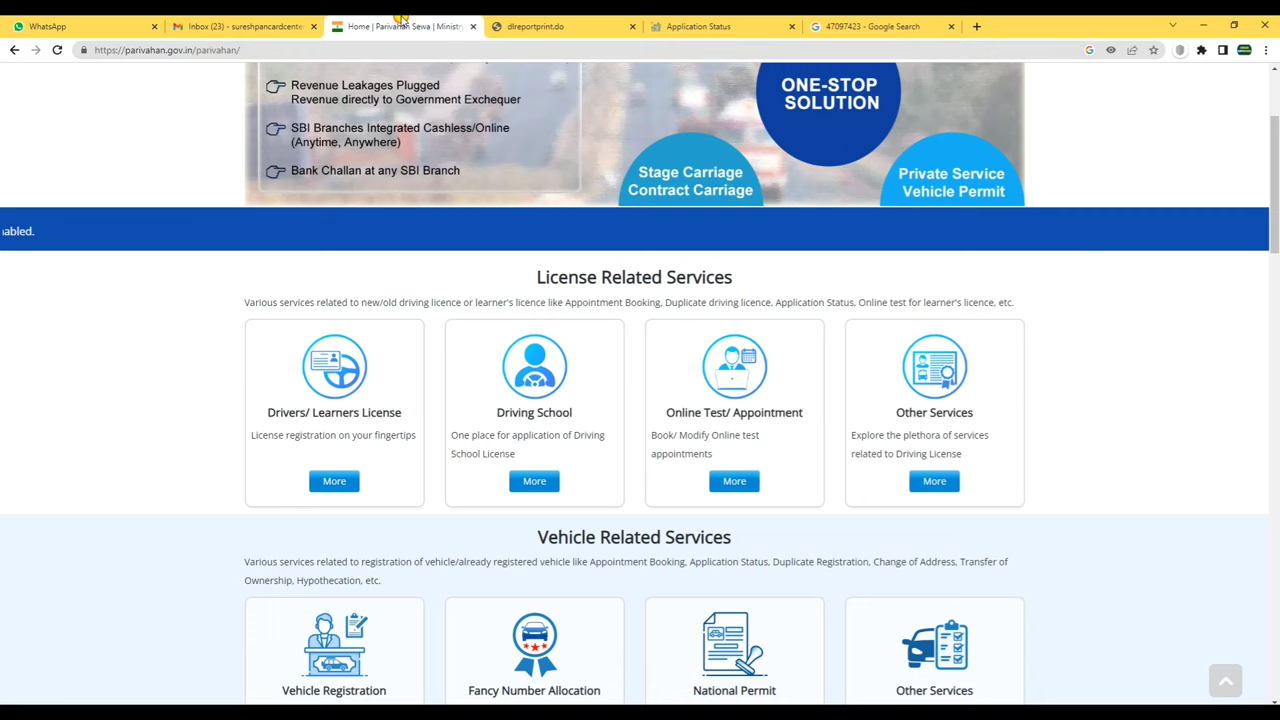 WhatsApp
Inbox (23) - sureshpancardcente
Home | Parivahan Sewa | Ministry
dlreportprint.do
Application Status
47097423 - Google Search
https://parivahan.gov.in/parivahan/
Revenue Leakages Plugged
Revenue directly to Government Exchequer
SBI Branches Integrated Cashless/Online
(Anytime, Anywhere)
Bank Challan at any SBI Branch
ONE-STOP
SOLUTION
Stage Carriage
Contract Carriage
Private Service
Vehicle Permit
abled.
License Related Services
Various services related to new/old driving licence or learner's licence like Appointment Booking, Duplicate driving licence, Application Status, Online test for learner's licence, etc.
Drivers/ Learners License
License registration on your fingertips
More
Driving School
One place for application of Driving
School License
More
Online Test/ Appointment
Book/ Modify Online test
appointments
More
Other Services
Explore the plethora of services
related to Driving License
More
Vehicle Related Services
Various services related to registration of vehicle/already registered vehicle like Appointment Booking, Application Status, Duplicate Registration, Change of Address, Transfer of
Ownership, Hypothecation, etc.
Vehicle Registration
Fancy Number Allocation
National Permit
Other Services